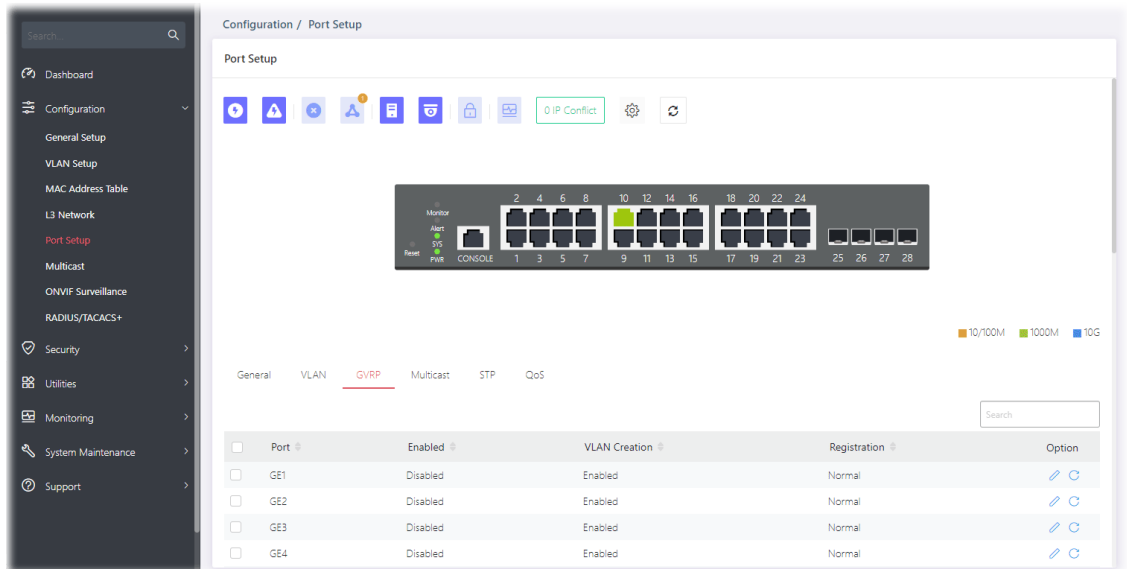 Search...
Dashboard
Configuration
General Setup
VLAN Setup
MAC Address Table
L3 Network
Port Setup
Multicast
ONVIF Surveillance
RADIUS/TACACS+
Security
Utilities
Monitoring
System Maintenance
Support
Configuration / Port Setup
Port Setup
1
0 IP Conflict
2 4 6 8 10 12 14 16 18 20 22 24
Monitor
Alert
SYS
Reset PWR CONSOLE 1 3 5 7 9 11 13 15 17 19 21 23 25 26 27 28
10/100M 1000M 10G
General VLAN GVRP Multicast STP QoS
Search
Port Enabled VLAN Creation Registration Option
GE1 Disabled Enabled Normal
GE2 Disabled Enabled Normal
GE3 Disabled Enabled Normal
GE4 Disabled Enabled Normal